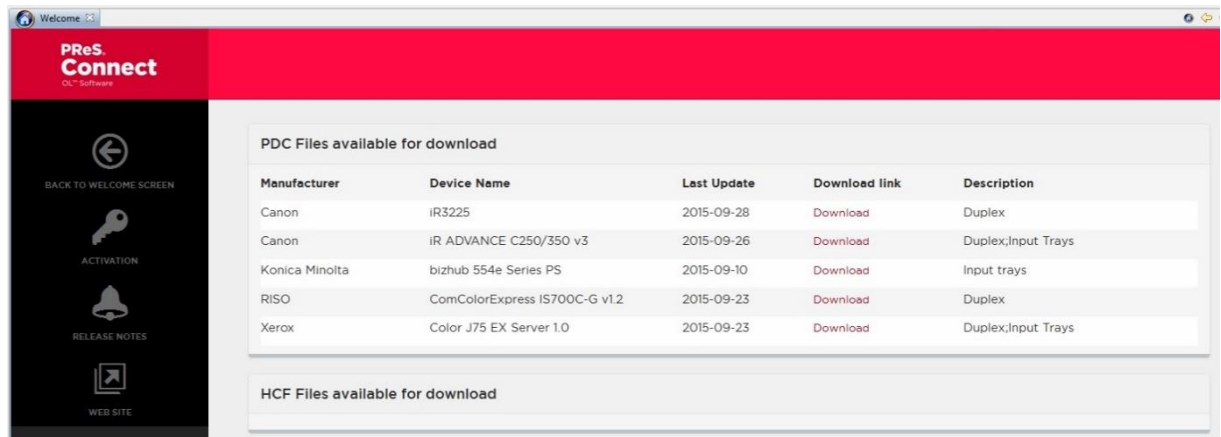 Welcome
PReS.
Connect
OL™ Software
BACK TO WELCOME SCREEN
ACTIVATION
RELEASE NOTES
WEB SITE
PDC Files available for download
Manufacturer Device Name Last Update Download link Description
Canon iR3225 2015-09-28 Download Duplex
Canon iR ADVANCE C250/350 v3 2015-09-26 Download Duplex;Input Trays
Konica Minolta bizhub 554e Series PS 2015-09-10 Download Input trays
RISO ComColorExpress IS700C-G v1.2 2015-09-23 Download Duplex
Xerox Color J75 EX Server 1.0 2015-09-23 Download Duplex;Input Trays
HCF Files available for download